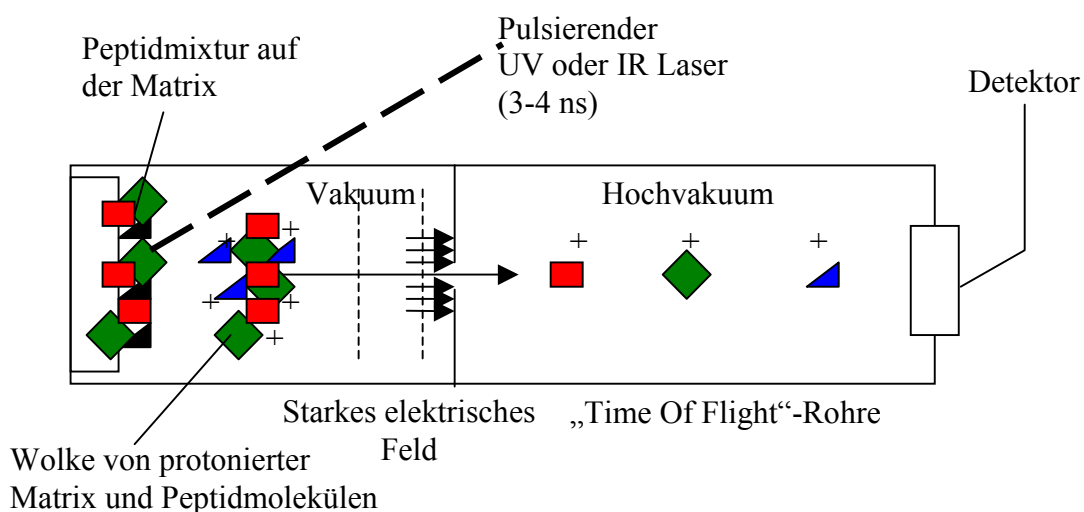 Peptidmixtur auf
der Matrix
Pulsierender
UV oder IR Laser
(3-4 ns)
Detektor
Vakuum
Hochvakuum
+
+
+
+
+
+
+
+
+
Starkes elektrisches
Feld
„Time Of Flight“-Rohre
Wolke von protonierter
Matrix und Peptidmolekülen